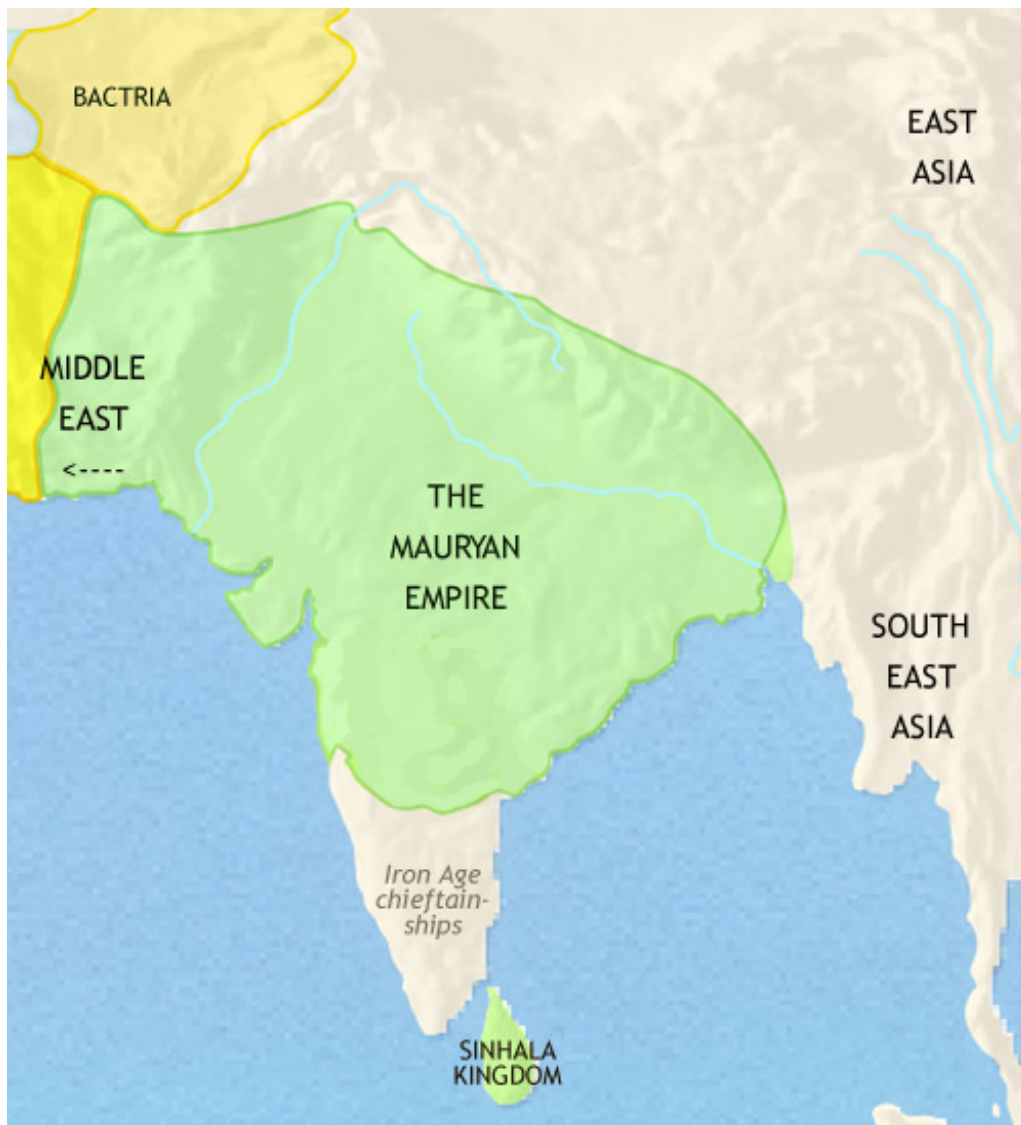 BACTRIA
EAST
ASIA
MIDDLE
EAST
<----
THE
MAURYAN
EMPIRE
SOUTH
EAST
ASIA
Iron Age
chieftain-
ships
SINHALA
KINGDOM